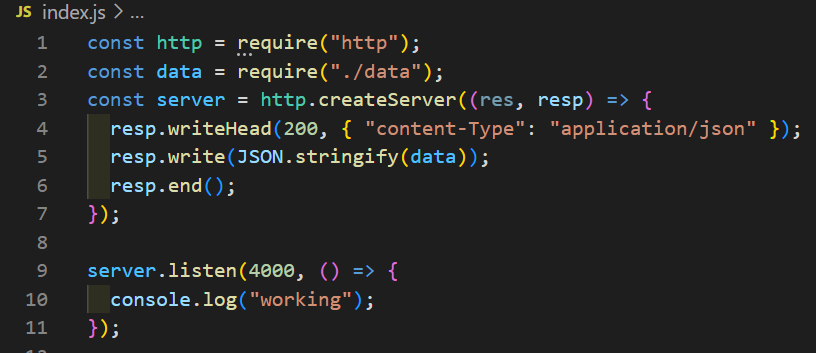 JS index.js > ...
1 const http = require("http");
2 const data = require("./data");
3 const server = http.createServer((res, resp) => {
4   resp.writeHead(200, { "content-Type": "application/json" });
5   resp.write(JSON.stringify(data));
6   resp.end();
7 });
8
9 server.listen(4000, () => {
10   console.log("working");
11 });